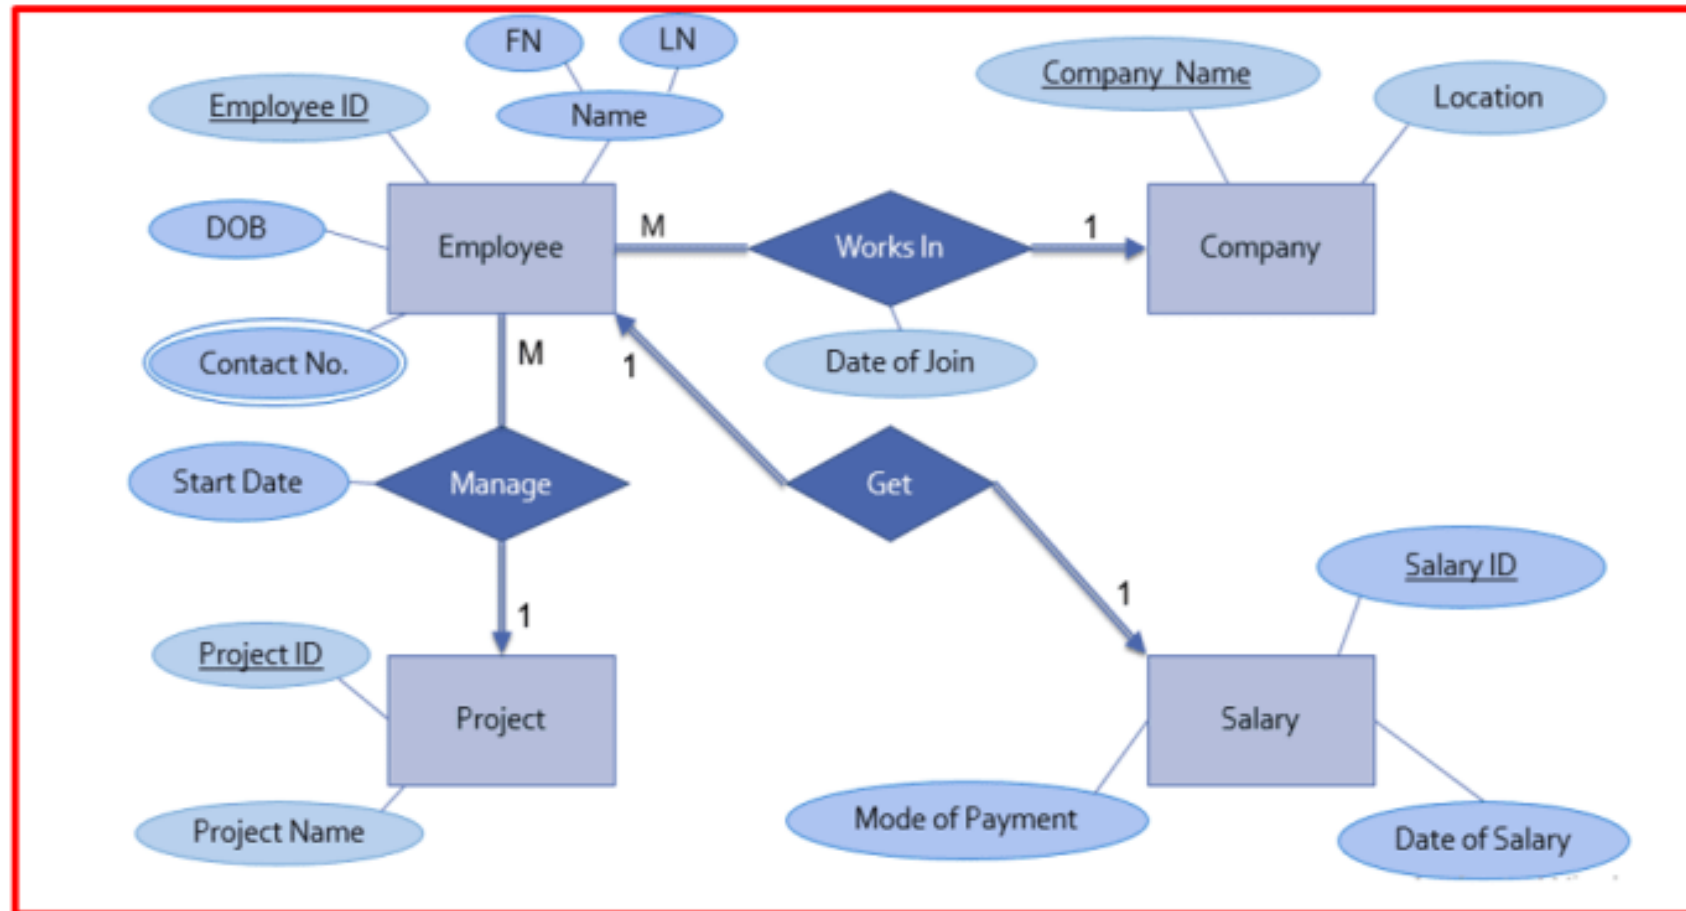 FN
LN
Company Name
Employee ID
Name
Location
DOB
Employee
M
Works In
1
Company
Contact No.
M
1
Date of Join
Start Date
Manage
Get
Salary ID
1
1
Project ID
Project
Salary
Project Name
Mode of Payment
Date of Salary